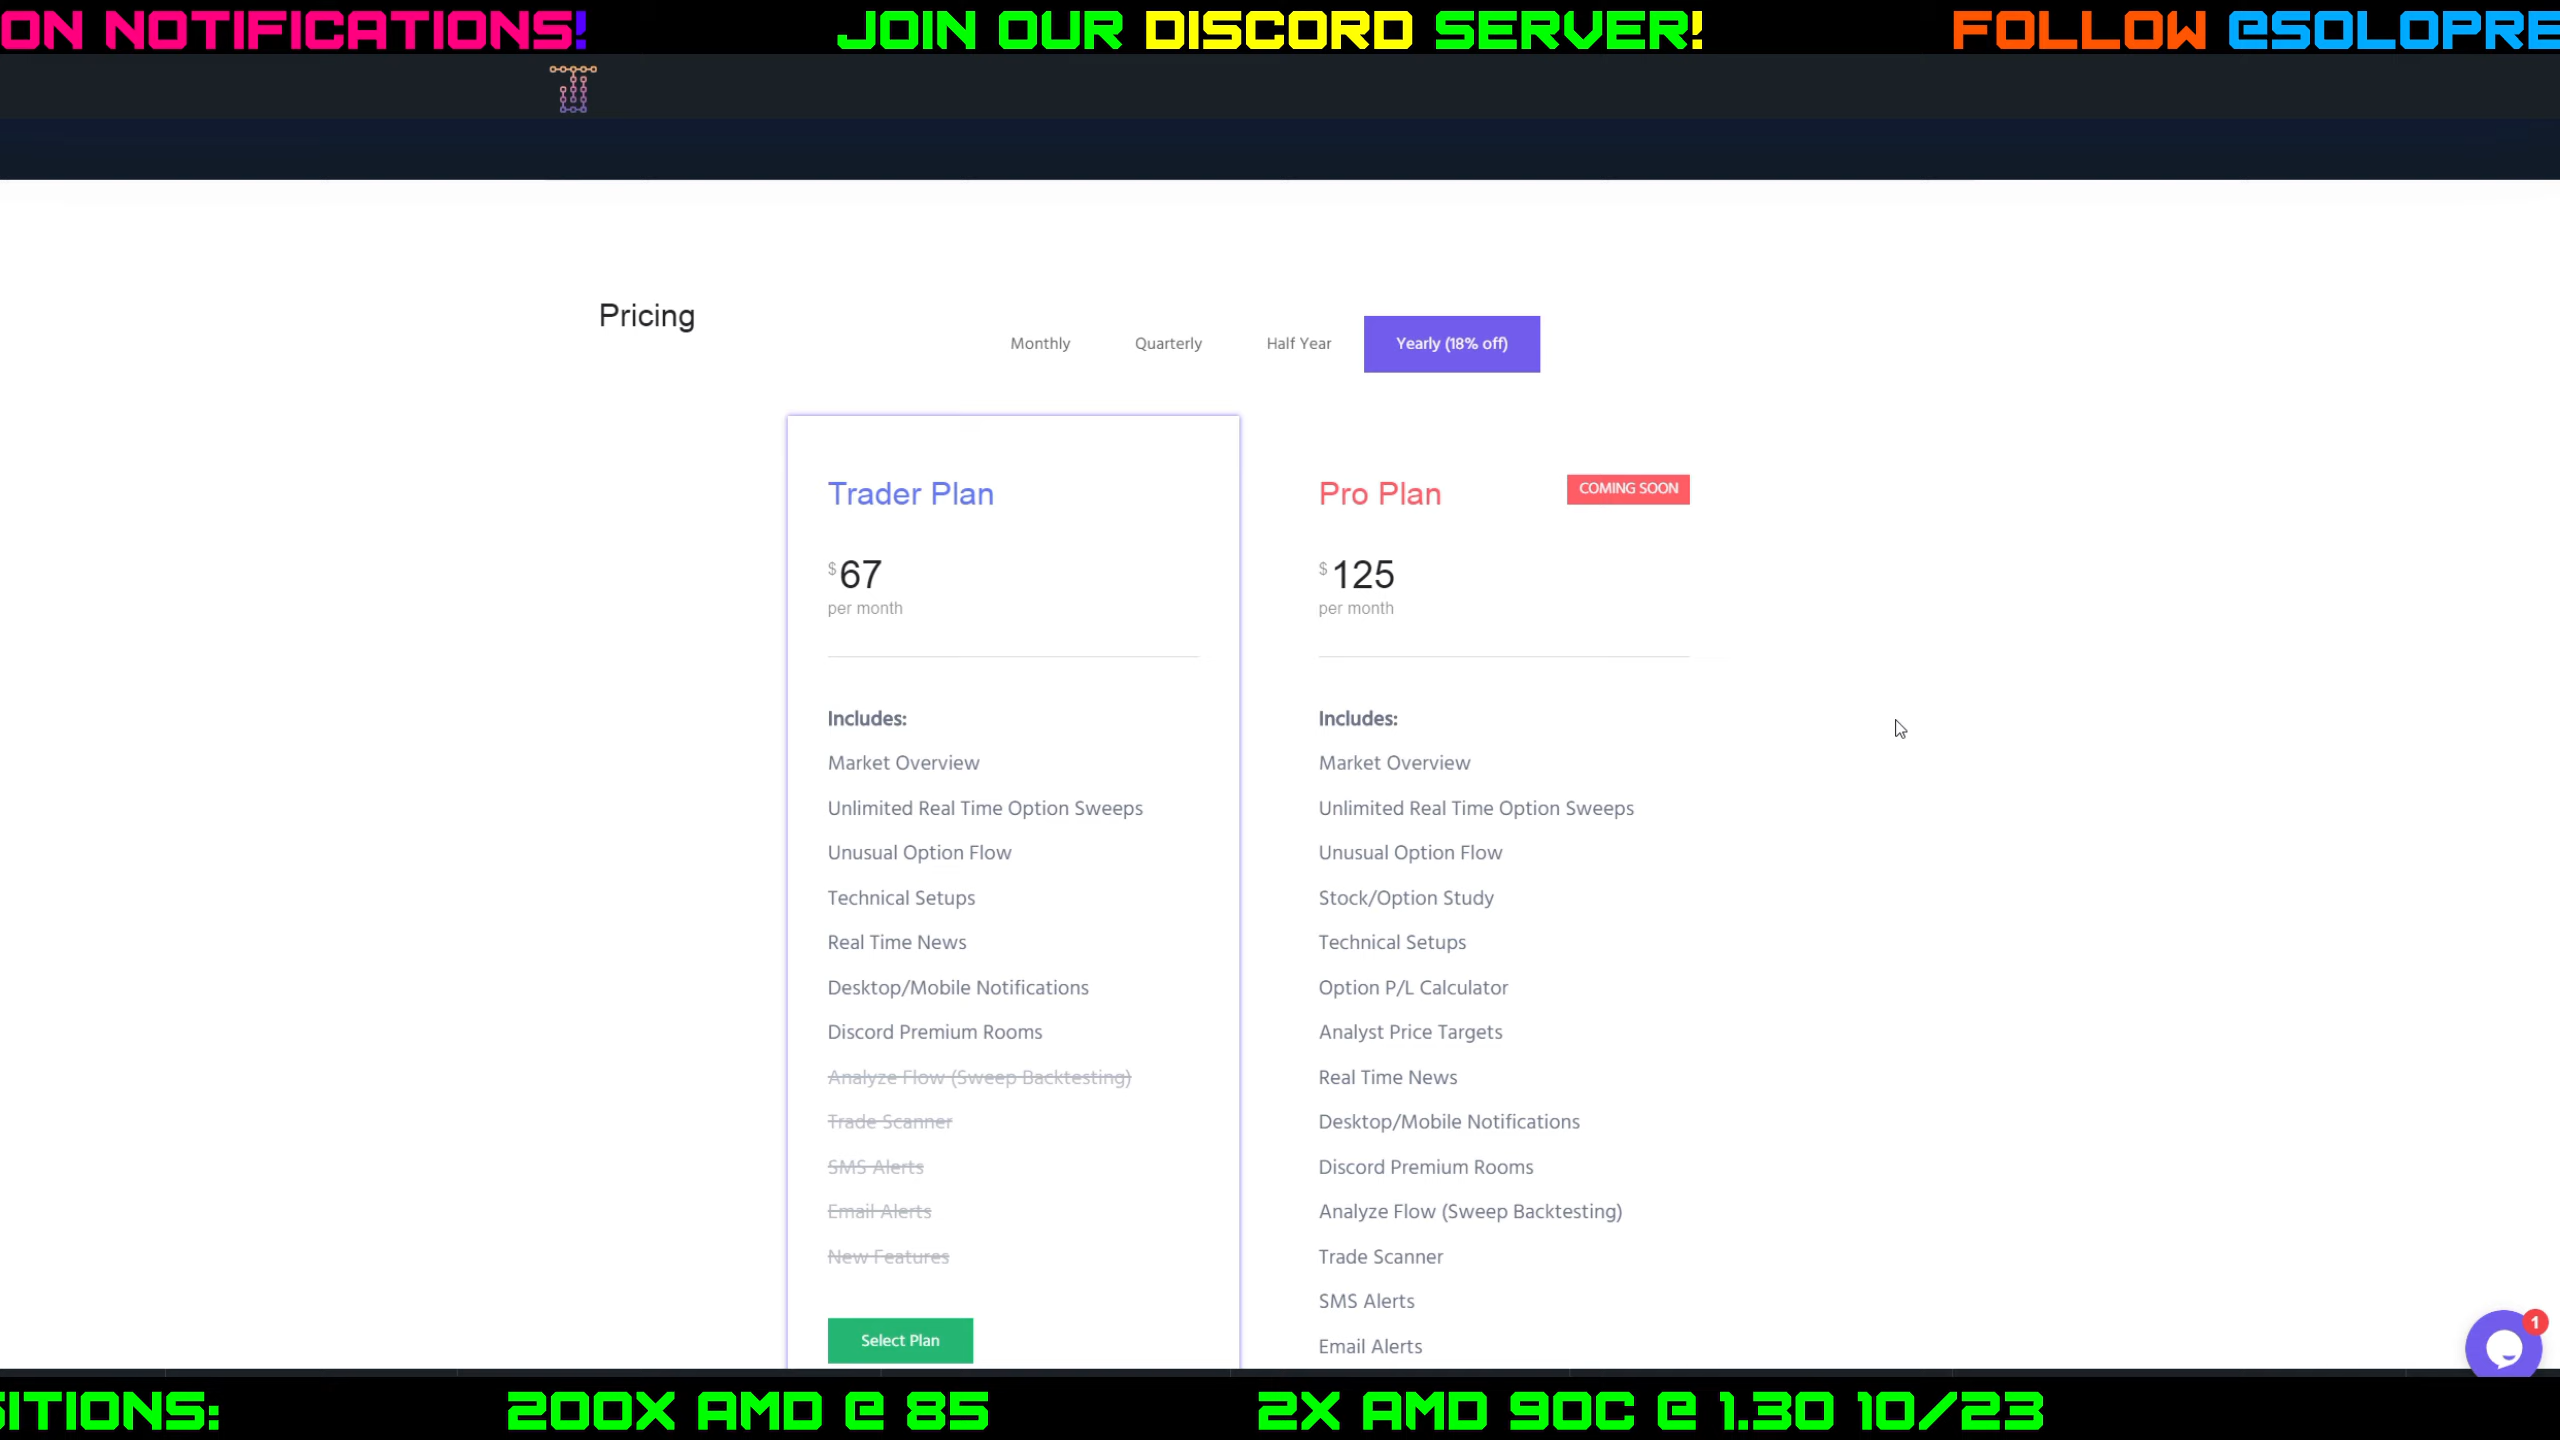 ON NOTIFICATIONS! JOIN OUR DISCORD SERVER! FOLLOW @SOLOPRE
Pricing
Monthly Quarterly Half Year Yearly (18% off)
Trader Plan
$67
per month
Includes:
Market Overview
Unlimited Real Time Option Sweeps
Unusual Option Flow
Technical Setups
Real Time News
Desktop/Mobile Notifications
Discord Premium Rooms
Analyze Flow (Sweep Backtesting)
Trade Scanner
SMS Alerts
Email Alerts
New Features
Select Plan
Pro Plan
COMING SOON
$125
per month
Includes:
Market Overview
Unlimited Real Time Option Sweeps
Unusual Option Flow
Stock/Option Study
Technical Setups
Option P/L Calculator
Analyst Price Targets
Real Time News
Desktop/Mobile Notifications
Discord Premium Rooms
Analyze Flow (Sweep Backtesting)
Trade Scanner
SMS Alerts
Email Alerts
1
SITIONS: 200X AMD @ 85 2X AMD 90C @ 1.30 10/23